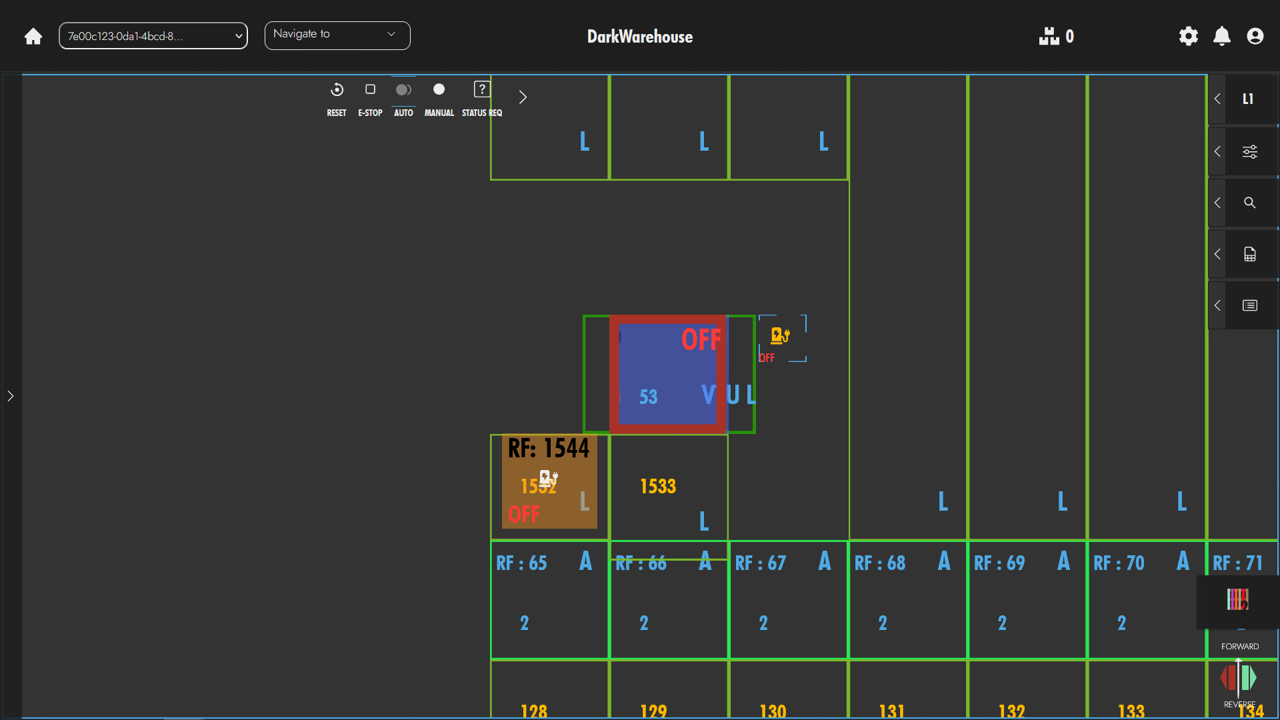 7e00c123-0da1-4bcd-8...
Navigate to
DarkWarehouse
0
RESET
E-STOP
AUTO
MANUAL
?
STATUS REQ
L1
L L L
OFF
OFF
53 V U L
RF: 1544
1532 L
OFF
1533
L
L L L
RF : 65 A RF : 66 A RF : 67 A RF : 68 A RF : 69 A RF : 70 A RF : 71
2 2 2 2 2 2
FORWARD
REVERSE
128 129 130 131 132 133 134